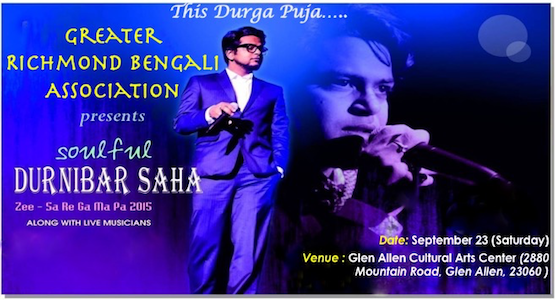 This Durga Puja.....
GREATER
RICHMOND BENGALI
ASSOCIATION
presents
soulful
DURNIBAR SAHA
Zee - Sa Re Ga Ma Pa 2015
ALONG WITH LIVE MUSICIANS
Date: September 23 (Saturday)
Venue : Glen Allen Cultural Arts Center (2880
Mountain Road, Glen Allen, 23060 )